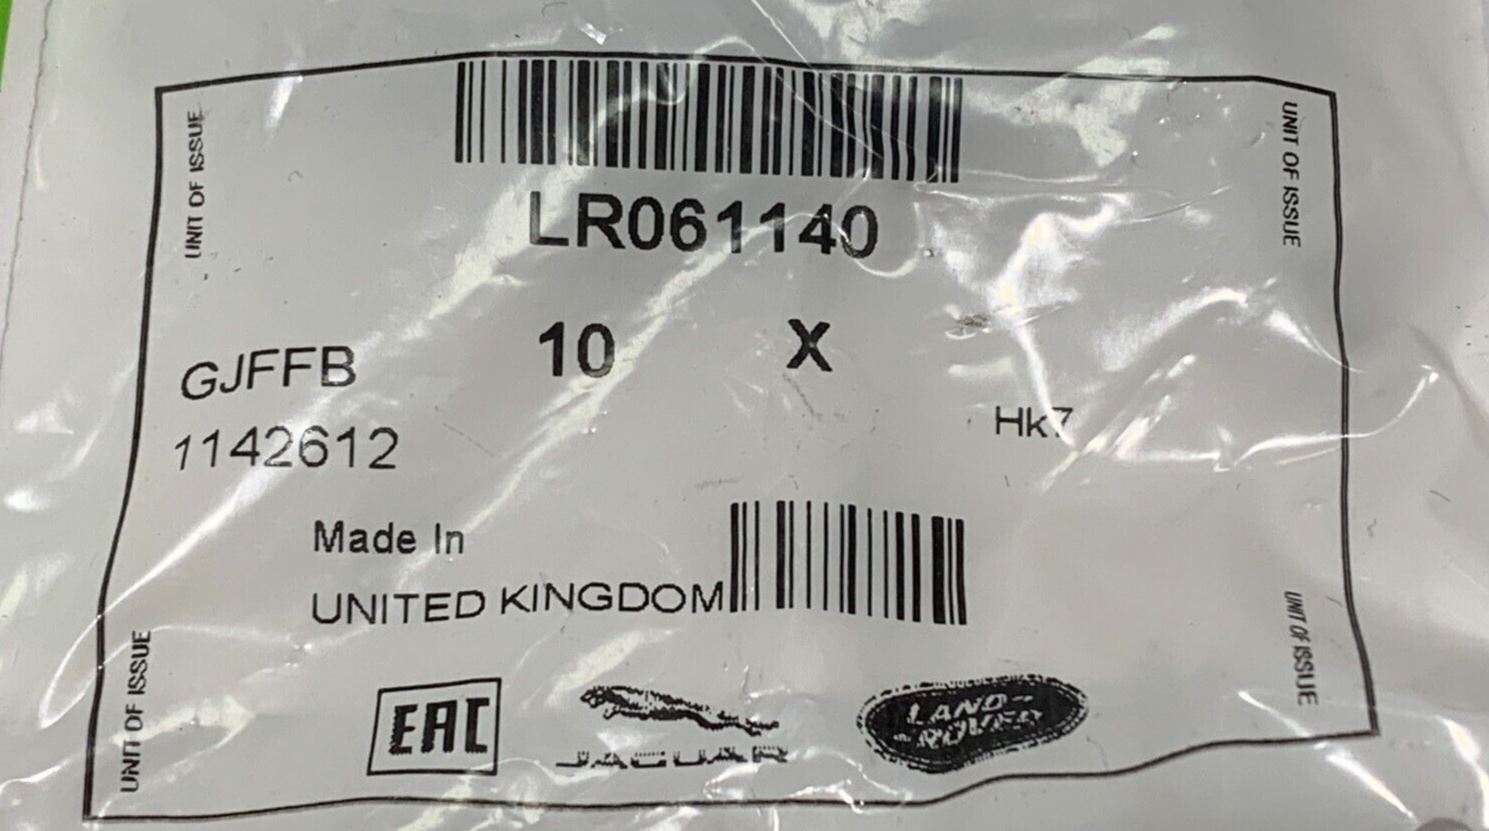 UNIT OF ISSUE
UNIT OF ISSUE
LR061140
10 X
GJFFB
Hk7
1142612
Made In
UNITED KINGDOM
UNIT OF ISSUE
UNIT OF ISSUE
EAC
JAGUAR
LAND-
-ROVER